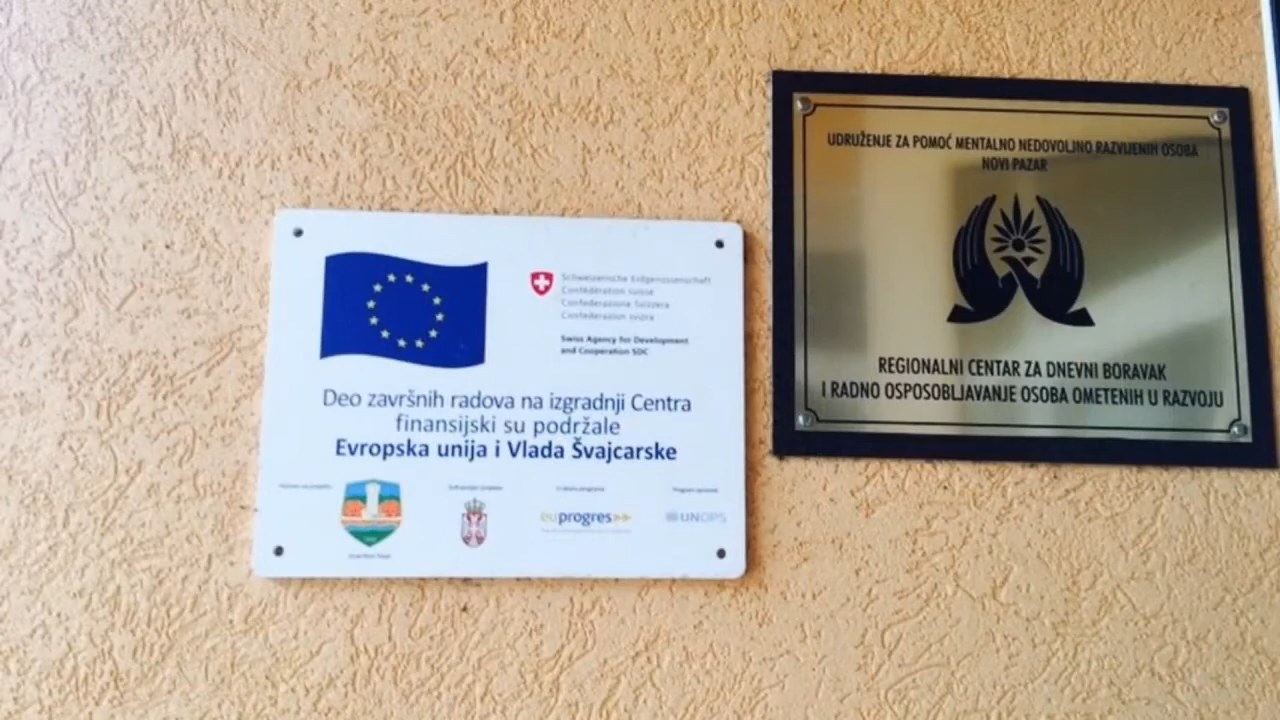 Schweizerische Eidgenossenschaft
Confédération suisse
Confederazione Svizzera
Confederaziun svizra
Swiss Agency for Development
and Cooperation SDC
Deo završnih radova na izgradnji Centra
finansijski su podržale
Evropska unija i Vlada Švajcarske
euprogres
UNOPS
UDRUŽENJE ZA POMOĆ MENTALNO NEDOVOLJNO RAZVIJENIH OSOBA
NOVI PAZAR
REGIONALNI CENTAR ZA DNEVNI BORAVAK
I RADNO OSPOSOBLJAVANJE OSOBA OMETENIH U RAZVOJU